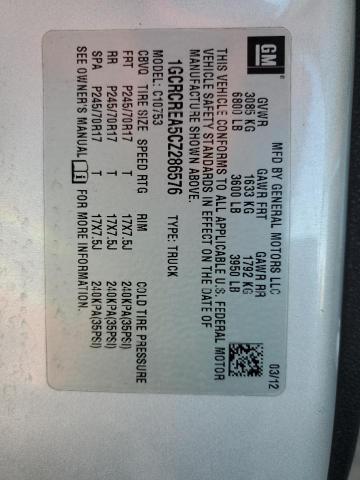 GM
MFD BY GENERAL MOTORS LLC
03/12
GVWR GAWR FRT GAWR RR
3085 KG 1633 KG 1792 KG
6800 LB 3600 LB 3950 LB
THIS VEHICLE CONFORMS TO ALL APPLICABLE U.S. FEDERAL MOTOR
VEHICLE SAFETY STANDARDS IN EFFECT ON THE DATE OF
MANUFACTURE SHOWN ABOVE.
1GCRCREA5CZ286576 TYPE: TRUCK
MODEL: C10753
CBVQ TIRE SIZE SPEED RTG RIM COLD TIRE PRESSURE
FRT P245/70R17 T 17X7.5J 240KPA(35PSI)
RR P245/70R17 T 17X7.5J 240KPA(35PSI)
SPA P245/70R17 T 17X7.5J 240KPA(35PSI)
SEE OWNER'S MANUAL FOR MORE INFORMATION.